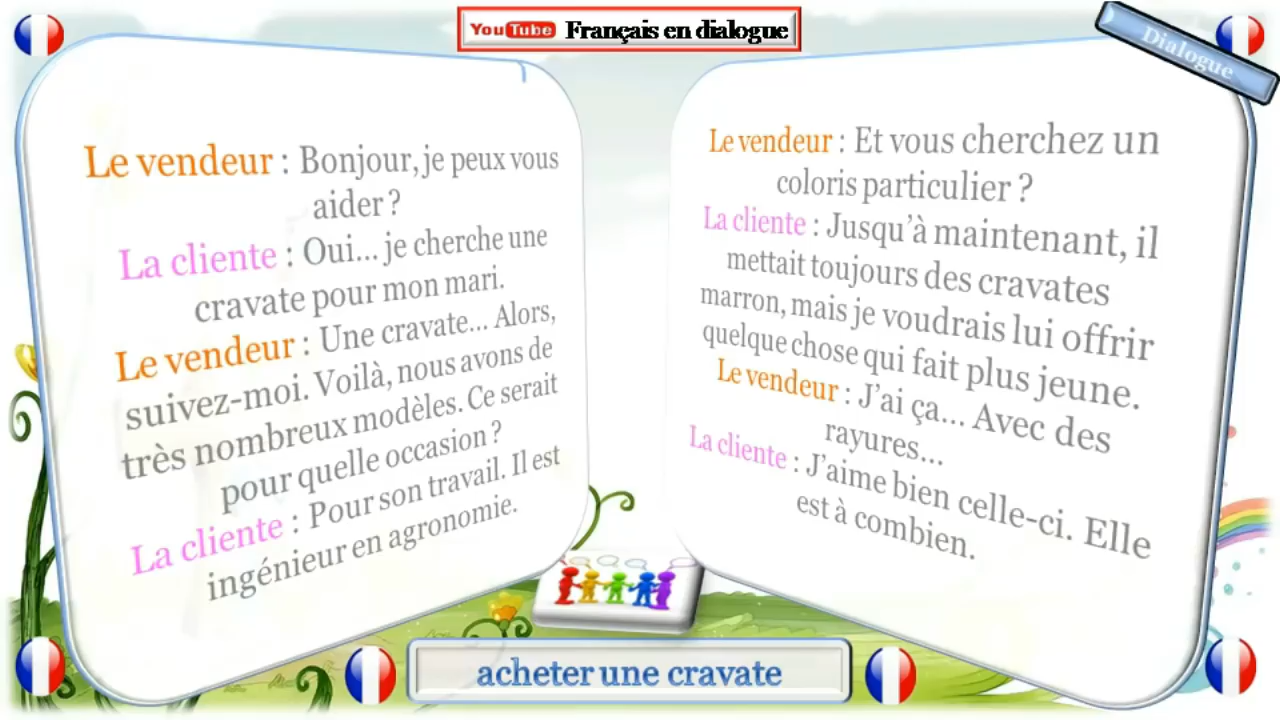 YouTube Français en dialogue
Dialogue
Le vendeur : Bonjour, je peux vous
aider ?
La cliente : Oui... je cherche une
cravate pour mon mari.
Le vendeur : Une cravate... Alors,
suivez-moi. Voilà, nous avons de
très nombreux modèles. Ce serait
pour quelle occasion ?
La cliente : Pour son travail. Il est
ingénieur en agronomie.
Le vendeur : Et vous cherchez un
coloris particulier ?
La cliente : Jusqu'à maintenant, il
mettait toujours des cravates
marron, mais je voudrais lui offrir
quelque chose qui fait plus jeune.
Le vendeur : J'ai ça... Avec des
rayures...
La cliente : J'aime bien celle-ci. Elle
est à combien.
acheter une cravate